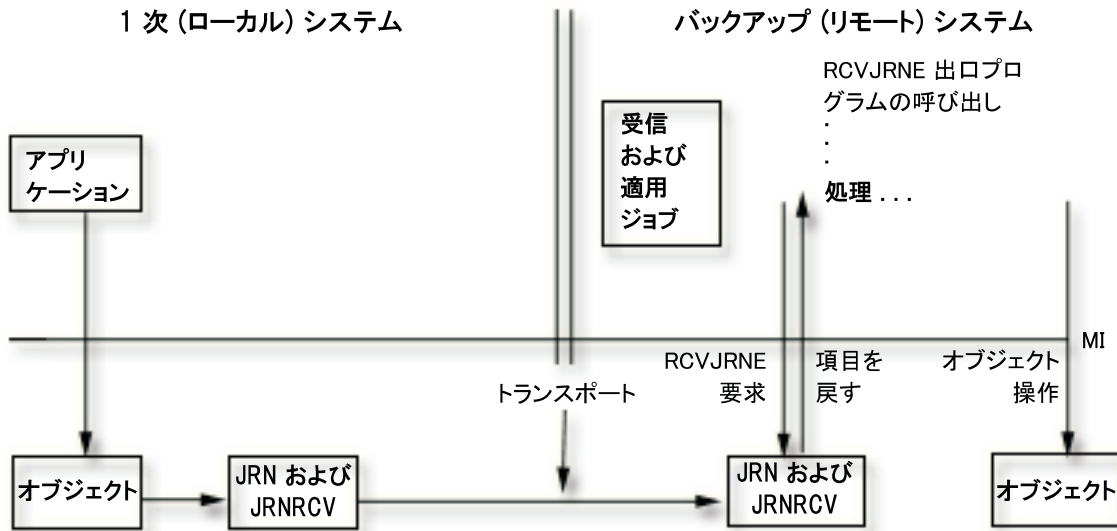 1 次 (ローカル) システム
バックアップ (リモート) システム
RCVJRNE 出口プロ
グラムの呼び出し
.
.
.
処理 . . .
受信
および
適用
ジョブ
アプリ
ケーション
MI
RCVJRNE
要求
項目を
戻す
オブジェクト
操作
トランスポート
オブジェクト
JRN および
JRNRCV
JRN および
JRNRCV
オブジェクト